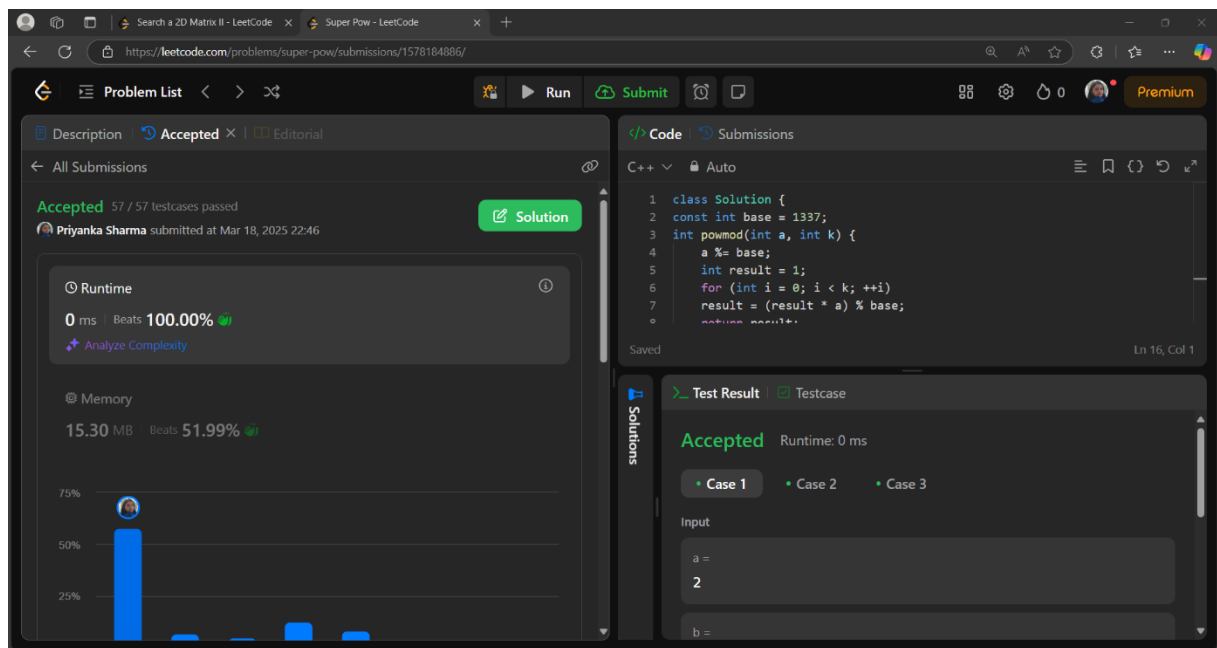 Search a 2D Matrix II - LeetCode
Super Pow - LeetCode
https://leetcode.com/problems/super-pow/submissions/1578184886/
Problem List
Run
Submit
0
Premium
Description
Accepted
Editorial
All Submissions
Accepted 57 / 57 testcases passed
Priyanka Sharma submitted at Mar 18, 2025 22:46
Solution
Runtime
0 ms Beats 100.00%
Analyze Complexity
Memory
15.30 MB Beats 51.99%
75%
50%
25%
</> Code
Submissions
C++
Auto
1 class Solution {
2 const int base = 1337;
3 int powmod(int a, int k) {
4 a %= base;
5 int result = 1;
6 for (int i = 0; i < k; ++i)
7 result = (result * a) % base;
8 return result;
Saved
Ln 16, Col 1
Solutions
>_ Test Result
Testcase
Accepted Runtime: 0 ms
• Case 1
• Case 2
• Case 3
Input
a =
2
b =